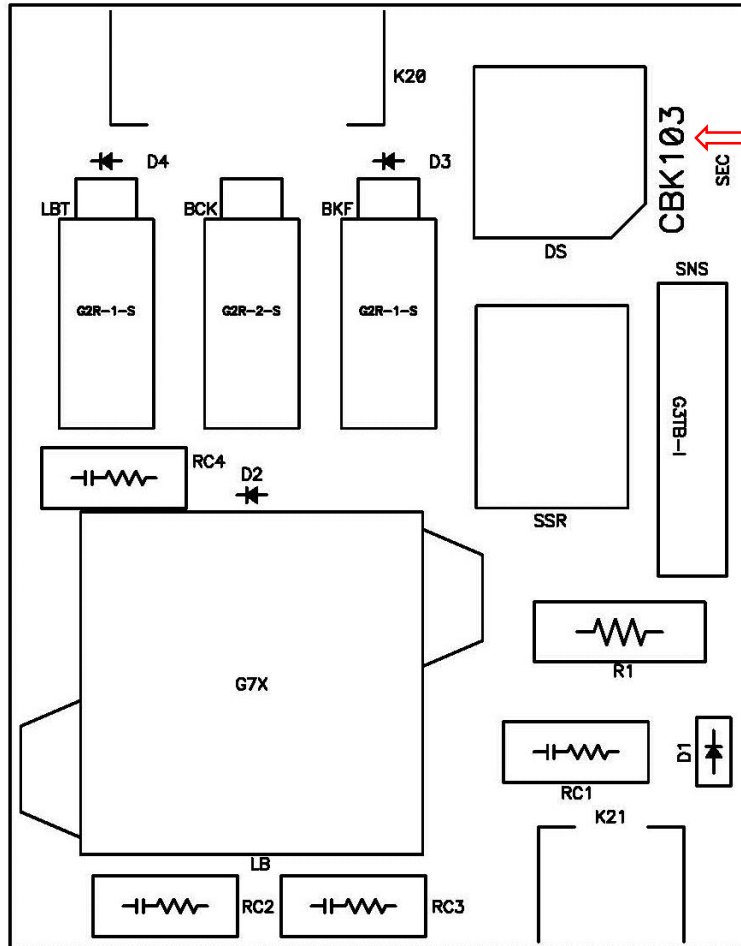 K20
CBK103
SEC
D4
D3
LBT
BCK
BKF
DS
SNS
G2R-1-S
G2R-2-S
G2R-1-S
G3TB-I
RC4
D2
SSR
R1
G7X
D1
RC1
K21
LB
RC2
RC3